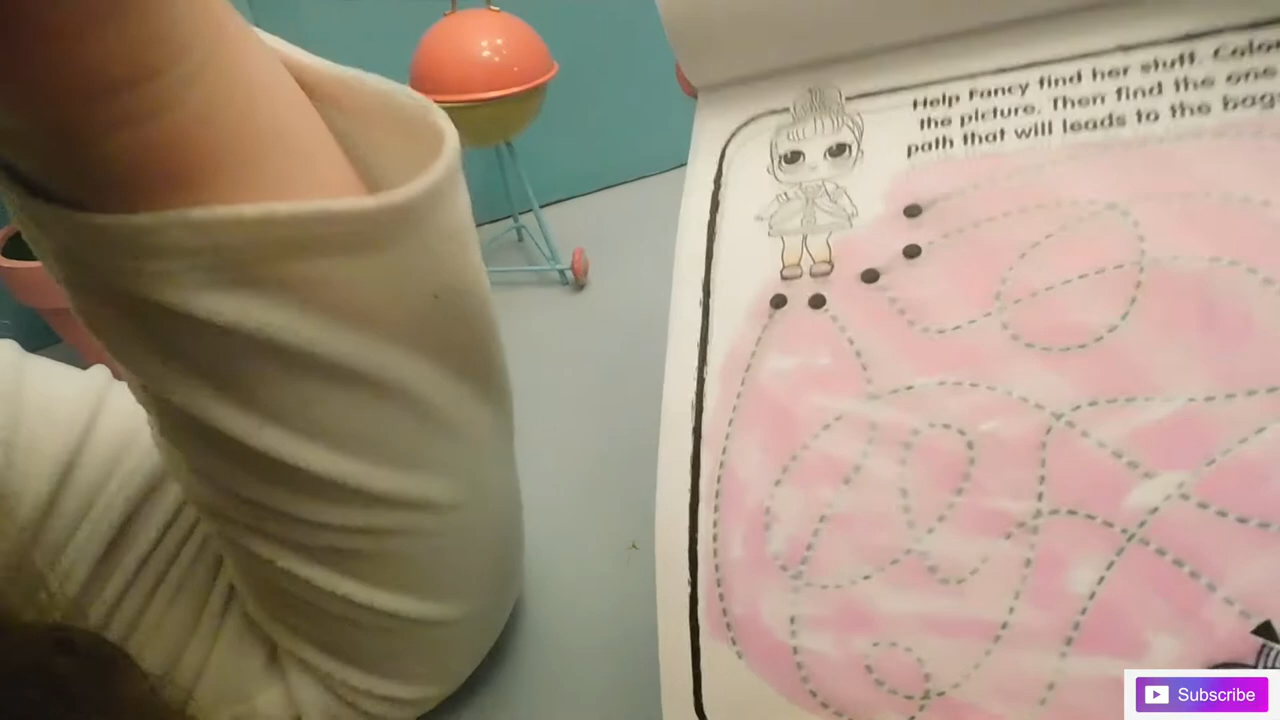 Help Fancy find her stuff. Color
the picture. Then find the one
path that will leads to the bag
Subscribe